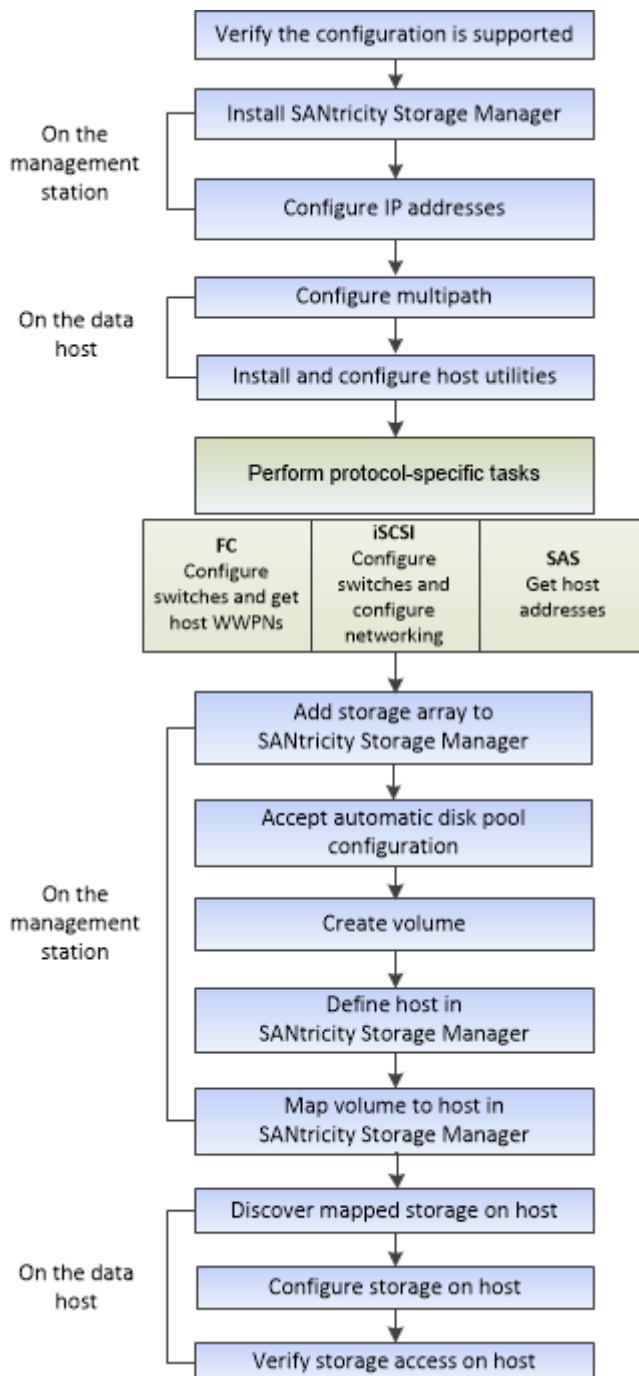 Verify the configuration is supported
Install SANtricity Storage Manager
On the
management
station
Configure IP addresses
Configure multipath
On the data
host
Install and configure host utilities
Perform protocol-specific tasks
FC
Configure
switches and get
host WWPNs
iSCSI
Configure
switches and
configure
networking
SAS
Get host
addresses
Add storage array to
SANtricity Storage Manager
Accept automatic disk pool
configuration
On the
management
station
Create volume
Define host in
SANtricity Storage Manager
Map volume to host in
SANtricity Storage Manager
Discover mapped storage on host
On the data
host
Configure storage on host
Verify storage access on host